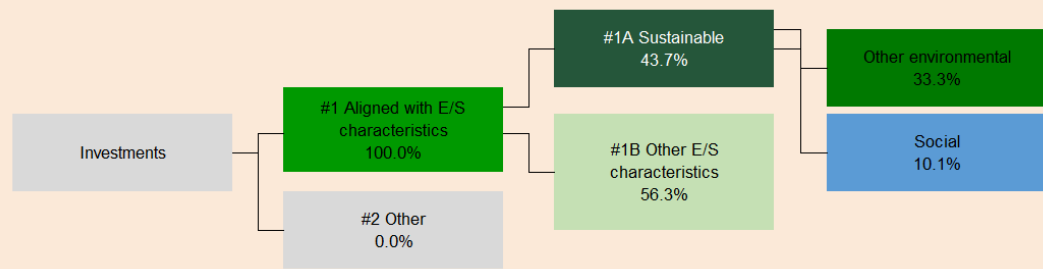 Investments
#1 Aligned with E/S
characteristics
100.0%
#2 Other
0.0%
#1A Sustainable
43.7%
#1B Other E/S
characteristics
56.3%
Other environmental
33.3%
Social
10.1%